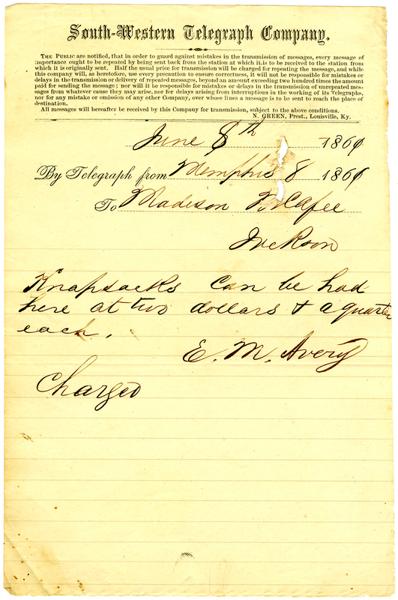 South-Western Telegraph Company.
THE PUBLIC are notified, that in order to guard against mistakes in the transmission of messages, every message of
importance ought to be repeated by being sent back from the station at which it is to be received to the station from
which it is originally sent. Half the usual price for transmission will be charged for repeating the message, and while
this company will, as heretofore, use every precaution to ensure correctness, it will not be responsible for mistakes or
delays in the transmission or delivery of repeated messages, beyond an amount exceeding two hundred times the amount
paid for sending the message; nor will it be responsible for mistakes or delays in the transmission of unrepeated messages
from whatever cause they may arise, nor for delays arising from interruptions in the working of its Telegraphs,
nor for any mistake or omission of any other Company, over whose lines a message is to be sent to reach the place of
destination.
All messages will hereafter be received by this Company for transmission, subject to the above conditions.
N. GREEN, Prest., Louisville, Ky.
June 8th 1861
By Telegraph from Memphis 8 1861
To Madison McAfee
Jackson
Knapsacks can be had
here at two dollars & a quarter
each.
E. M. Avery
Charged